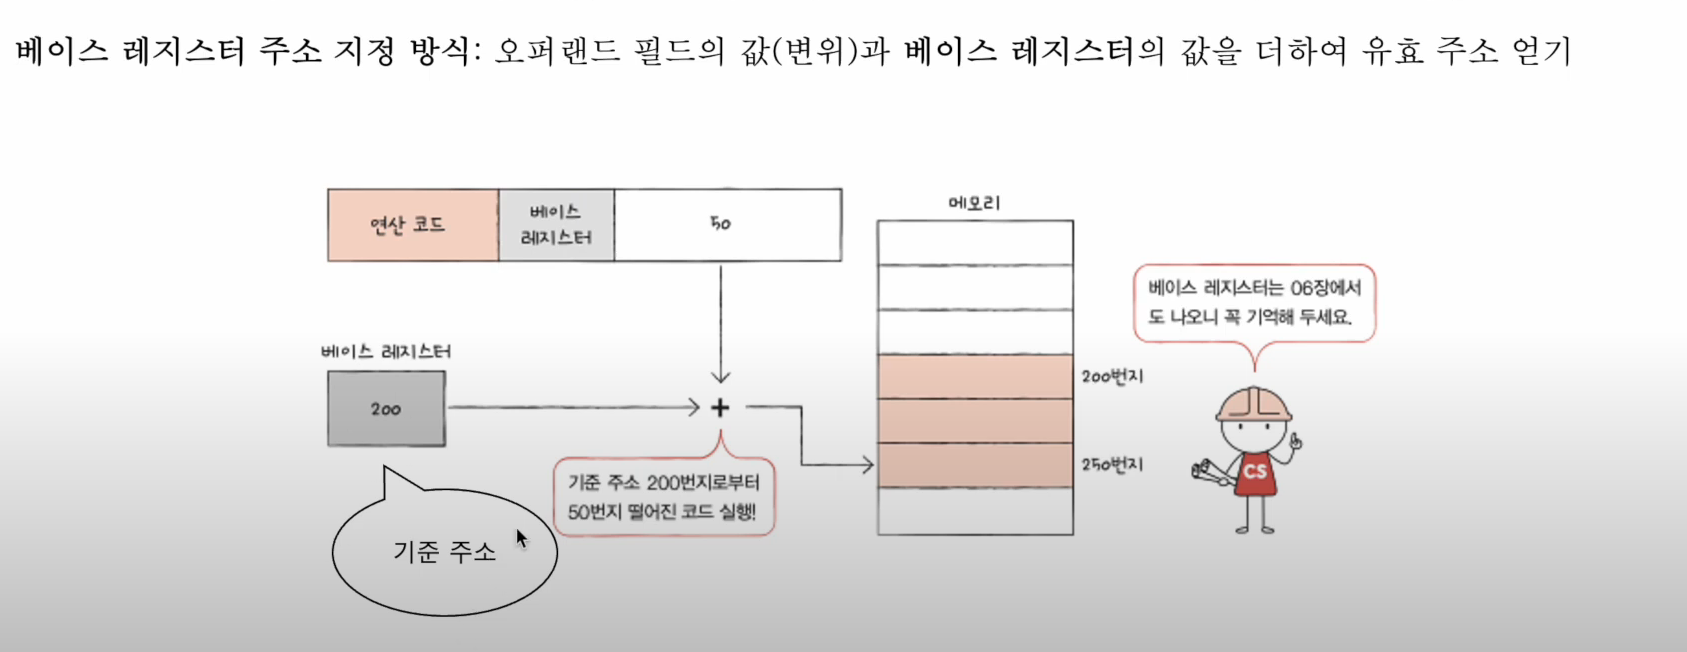 베이스 레지스터 주소 지정 방식: 오퍼랜드 필드의 값(변위)과 베이스 레지스터의 값을 더하여 유효 주소 얻기
연산 코드
베이스
레지스터
50
메모리
베이스 레지스터는 06장에서
도 나오니 꼭 기억해 두세요.
베이스 레지스터
200
+
200번지
250번지
기준 주소 200번지로부터
50번지 떨어진 코드 실행!
CS
기준 주소